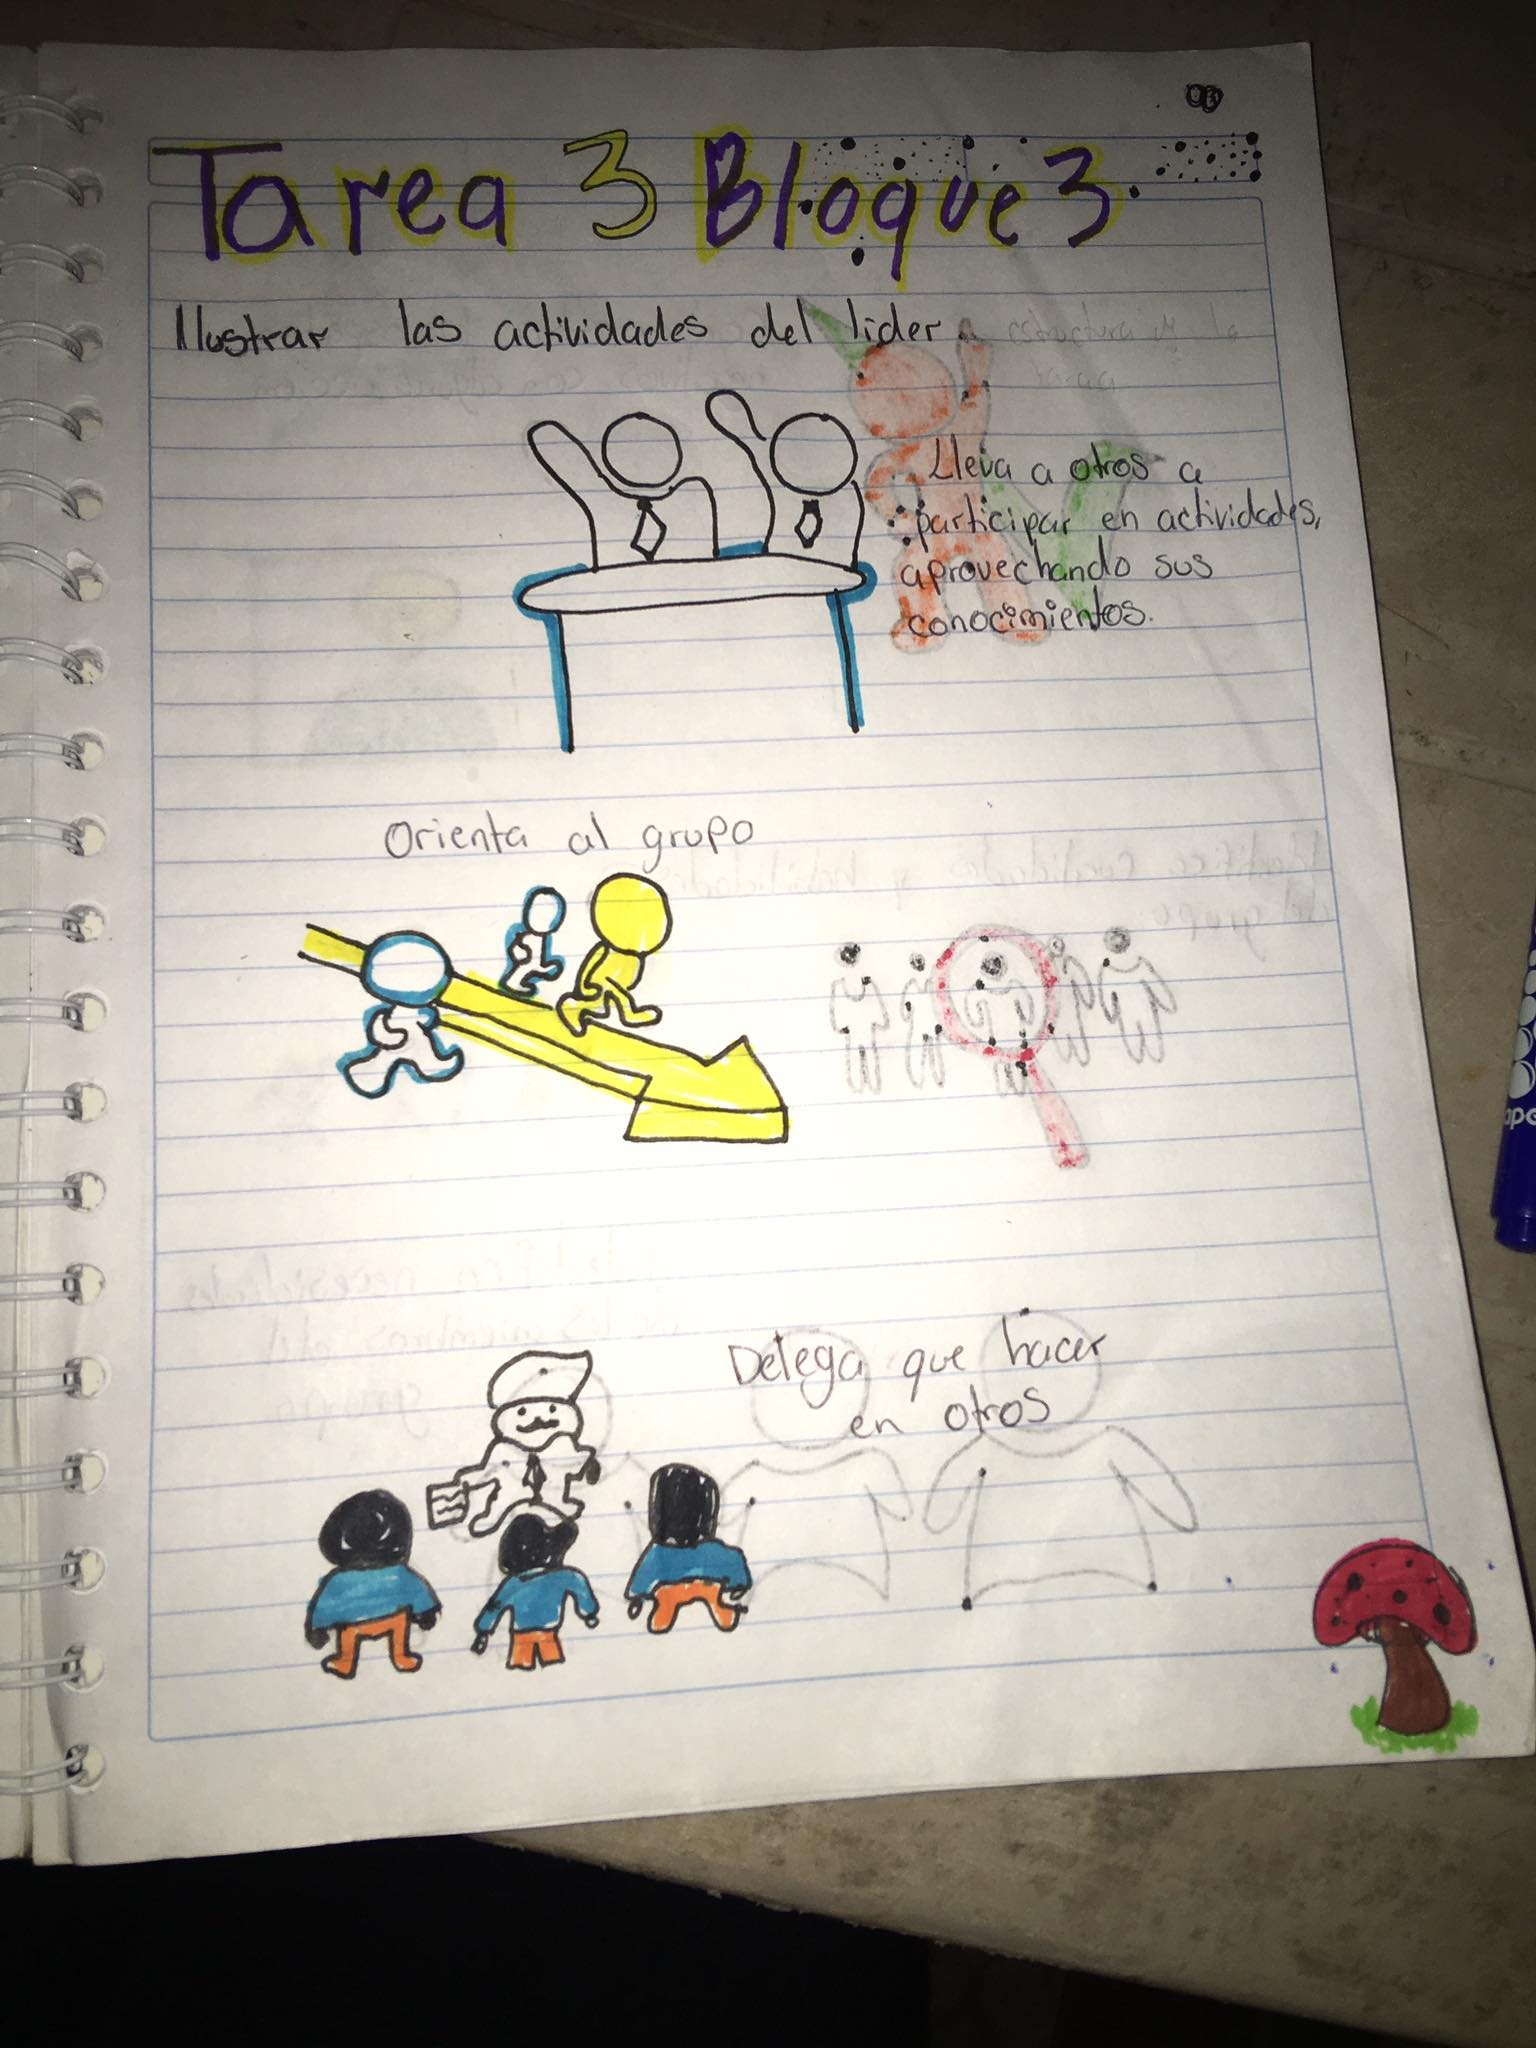 Tarea 3 Bloque 3.
Ilustrar las actividades del lider
Lleva a otros a
participar en actividades,
aprovechando sus
conocimientos.
Orienta al grupo
Delega que hacer
en otros